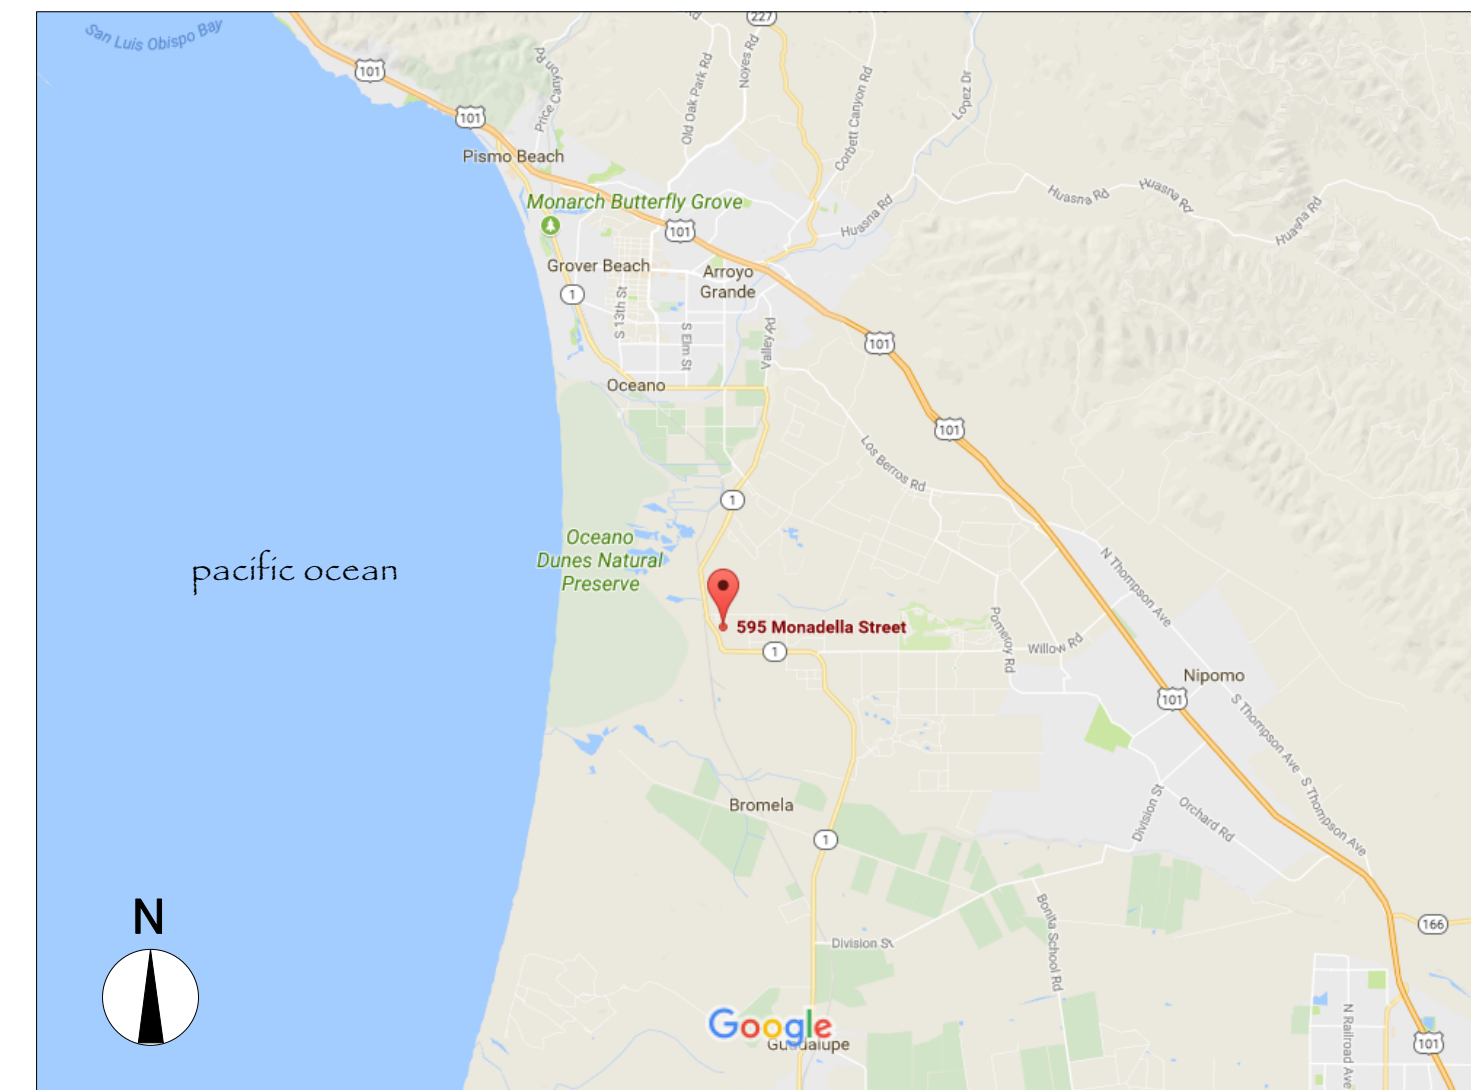 San Luis Obispo Bay
227
101
Price Canyon Rd
Old Oak Park Rd
Noyes Rd
Corbett Canyon Rd
Lopez Dr
101
Pismo Beach
Monarch Butterfly Grove
Huasna Rd
Huasna Rd
Huasna Rd
Huasna Rd
101
Grover Beach
Arroyo
Grande
1
S 13th St
S Elm St
Valley Rd
101
Oceano
101
Los Berros Rd
1
Oceano
Dunes Natural
Preserve
pacific ocean
N Thompson Ave
595 Monadella Street
Pomeroy Rd
Willow Rd
1
Nipomo
101
S Thompson Ave
S Thompson Ave
Bromela
Division St
Orchard Rd
1
N
Bonita School Rd
166
Division St
Google
Guadalupe
N Railroad Ave
101